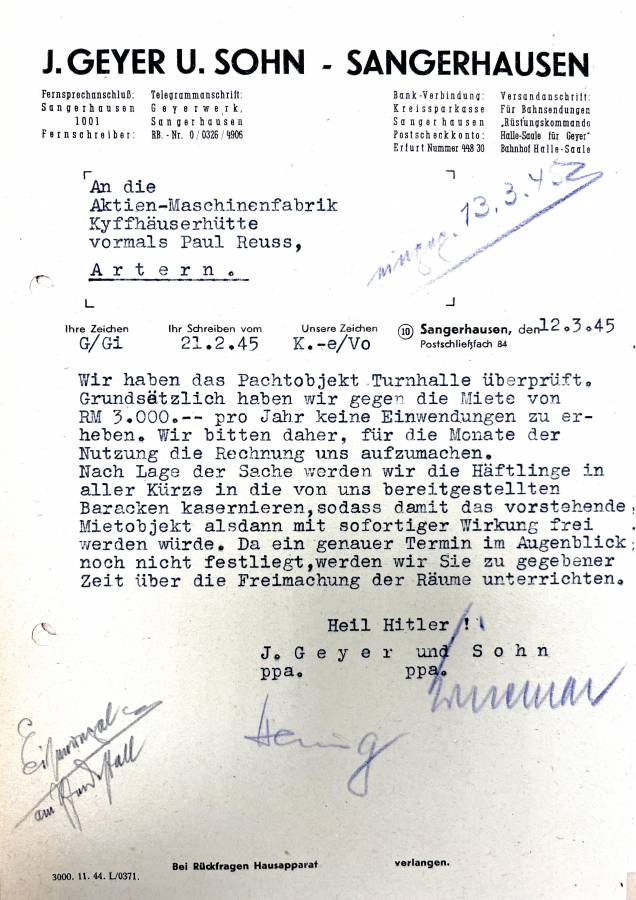 J. GEYER U. SOHN - SANGERHAUSEN
Fernsprechanschluß:
Sangerhausen
1001
Fernschreiber:
Telegrammanschrift:
Geyerwerk,
Sangerhausen
RB.-Nr. 0/0326/4906
Bank-Verbindung:
Kreissparkasse
Sangerhausen
Postscheckkonto:
Erfurt Nummer 448 30
Versandanschrift:
Für Bahnsendungen
„Rüstungskommando
Halle-Saale für Geyer"
Bahnhof Halle-Saale
13.3.45
An die
Aktien-Maschinenfabrik
Kyffhäuserhütte
vormals Paul Reuss,
Artern.
Ihre Zeichen
G/Gi
Ihr Schreiben vom
21.2.45
Unsere Zeichen
K.-e/Vo
(10) Sangerhausen, den 12.3.45
Postschließfach 84
Wir haben das Pachtobjekt Turnhalle überprüft.
Grundsätzlich haben wir gegen die Miete von
RM 3.000.-- pro Jahr keine Einwendungen zu er-
heben. Wir bitten daher, für die Monate der
Nutzung die Rechnung uns aufzumachen.
Nach Lage der Sache werden wir die Häftlinge in
aller Kürze in die von uns bereitgestellten
Baracken kasernieren,sodass damit das vorstehende
Mietobjekt alsdann mit sofortiger Wirkung frei
werden würde. Da ein genauer Termin im Augenblick
noch nicht festliegt,werden wir Sie zu gegebener
Zeit über die Freimachung der Räume unterrichten.
Heil Hitler !
J. Geyer und Sohn
ppa. ppa.
Bei Rückfragen Hausapparat verlangen.
3000. 11. 44. L/0371.